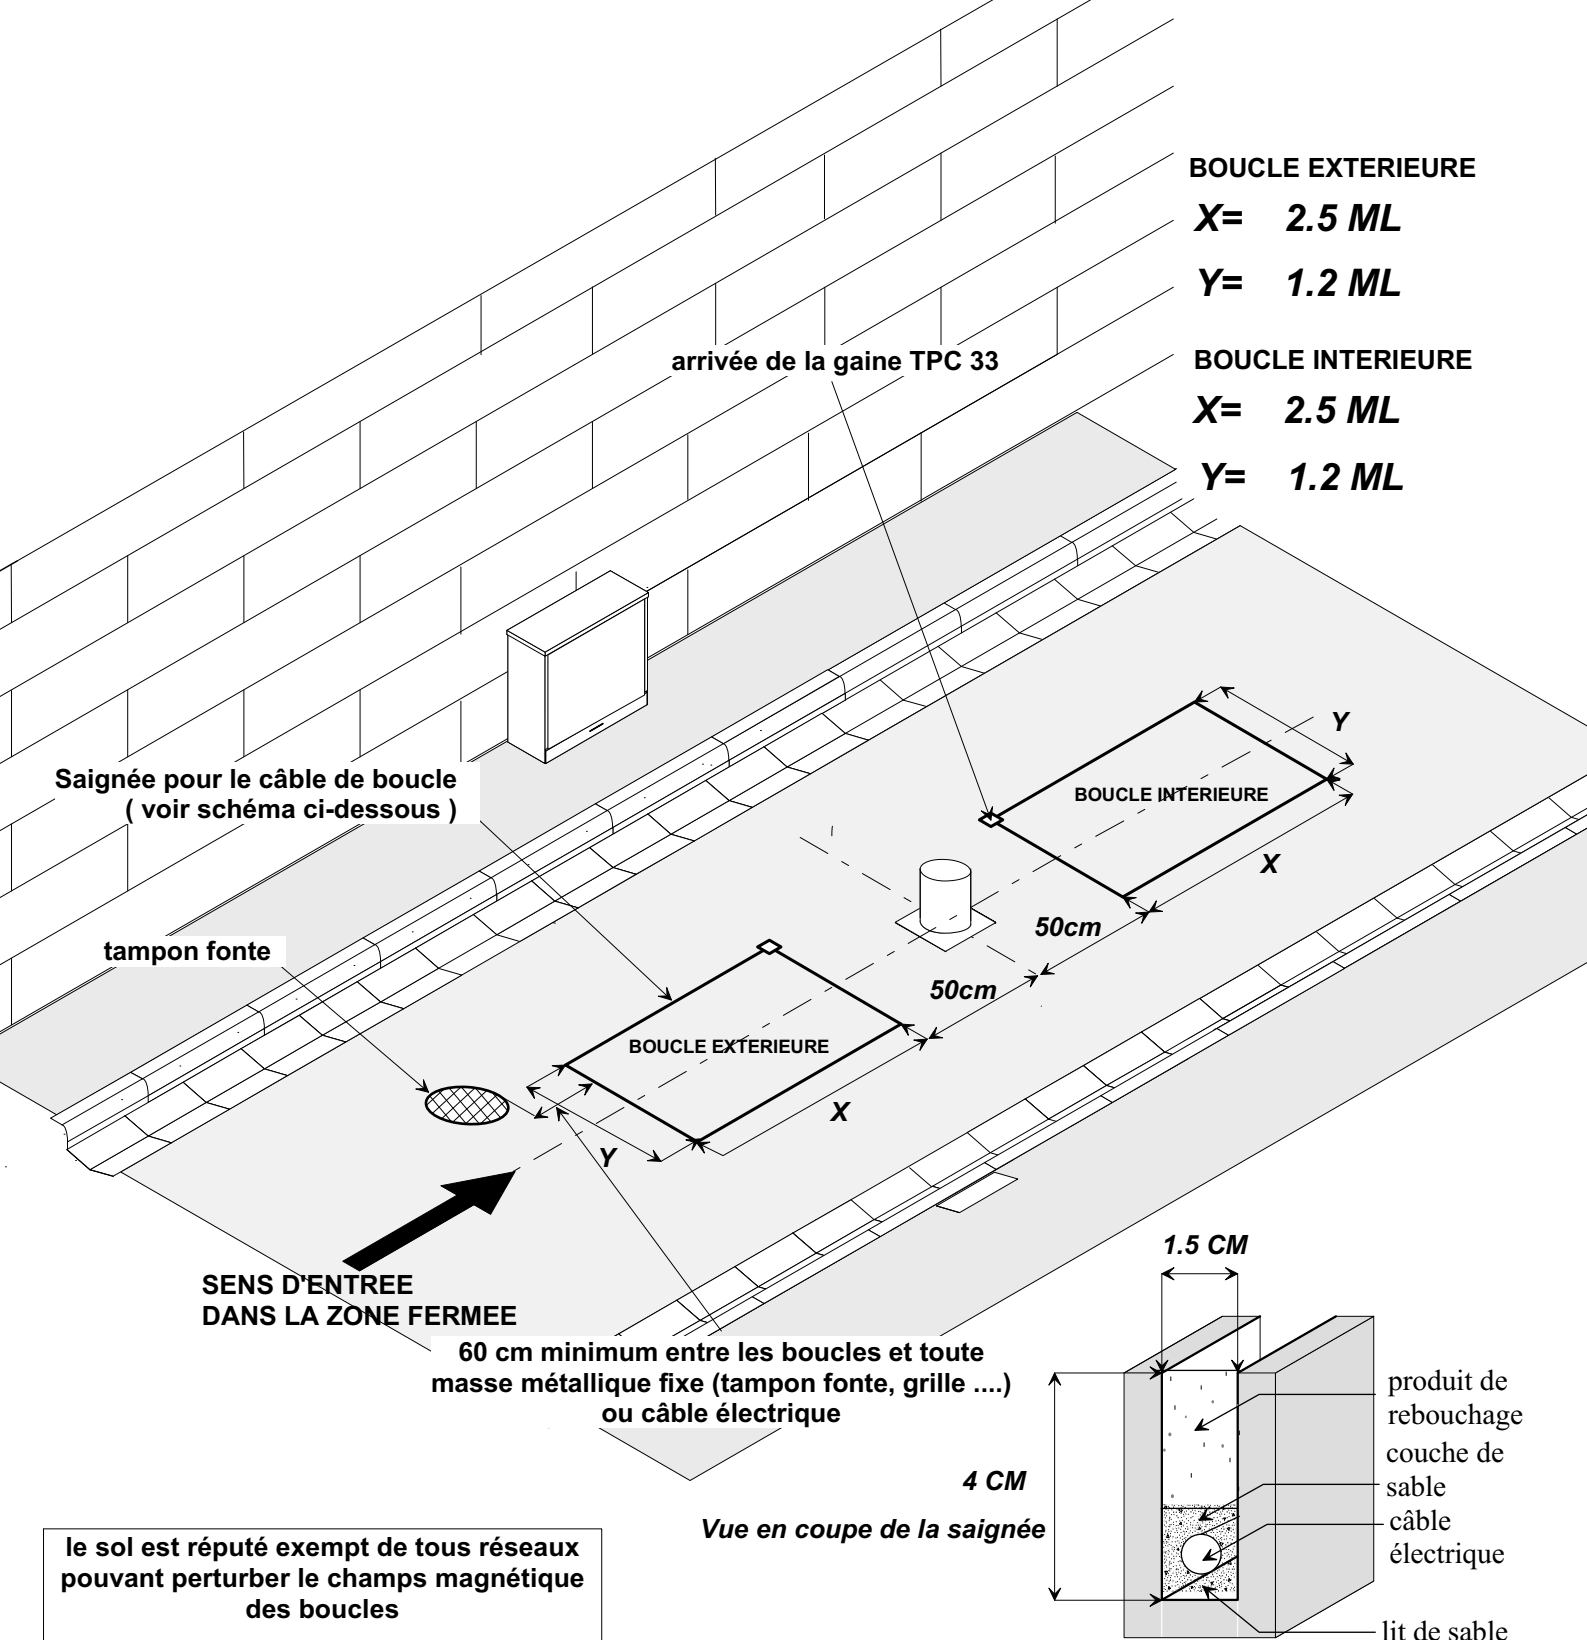 BOUCLE EXTERIEURE
X= 2.5 ML
Y= 1.2 ML
arrivée de la gaine TPC 33
BOUCLE INTERIEURE
X= 2.5 ML
Y= 1.2 ML
Y
Saignée pour le câble de boucle
( voir schéma ci-dessous )
BOUCLE INTERIEURE
X
50cm
tampon fonte
50cm
BOUCLE EXTERIEURE
X
Y
SENS D'ENTREE
DANS LA ZONE FERMEE
60 cm minimum entre les boucles et toute
masse métallique fixe (tampon fonte, grille ....)
ou câble électrique
1.5 CM
produit de
rebouchage
couche de
sable
4 CM
câble
électrique
Vue en coupe de la saignée
lit de sable
le sol est réputé exempt de tous réseaux
pouvant perturber le champs magnétique
des boucles